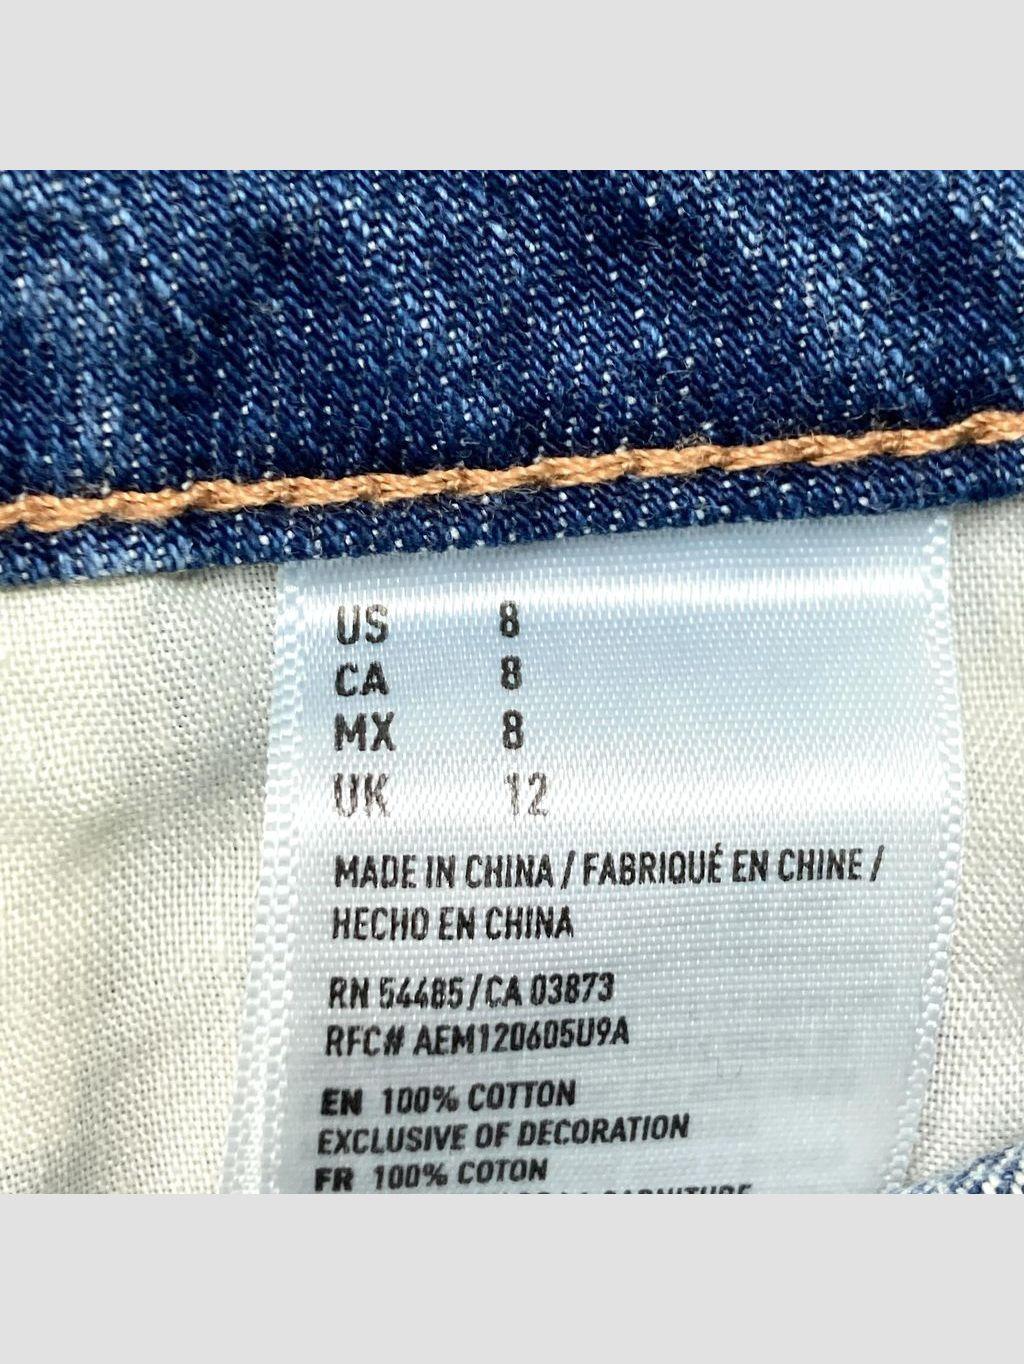 US 8
CA 8
MX 8
UK 12
MADE IN CHINA / FABRIQUÉ EN CHINE /
HECHO EN CHINA
RN 54485/CA 03873
RFC# AEM120605U9A
EN 100% COTTON
EXCLUSIVE OF DECORATION
FR 100% COTON
GARNITURE